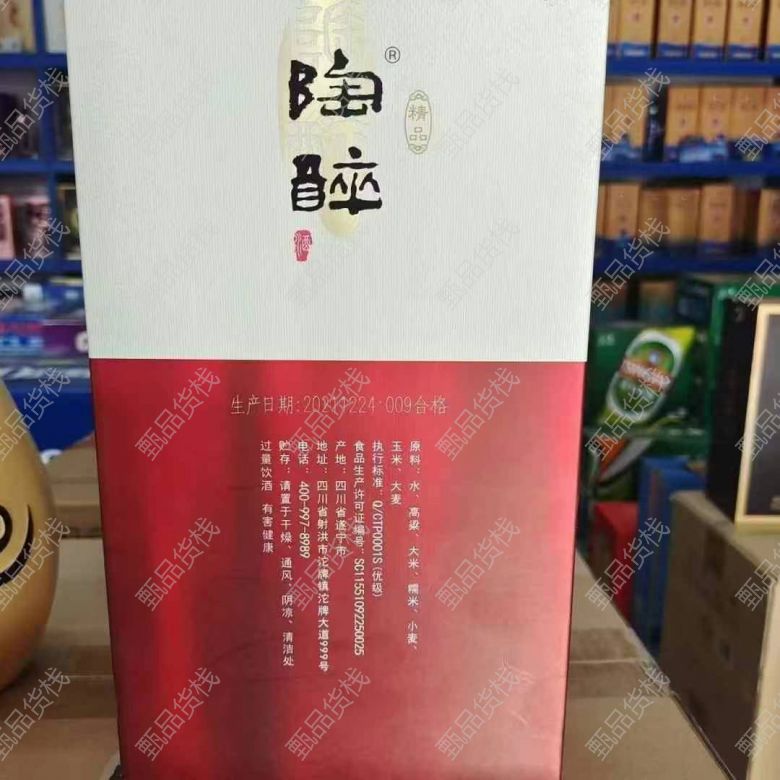 陶醉
®
精品
酒
生产日期:20211224 009合格
原料：水、高粱、大米、糯米、小麦、
玉米、大麦
执行标准：Q/CTP0001S(优级)
食品生产许可证编号：SC11551092250025
产地：四川省遂宁市
地址：四川省射洪市沱牌镇沱牌大道999号
电话：400-997-8989
贮存：请置于干燥、通风、阴凉、清洁处
过量饮酒 有害健康
甄品货栈